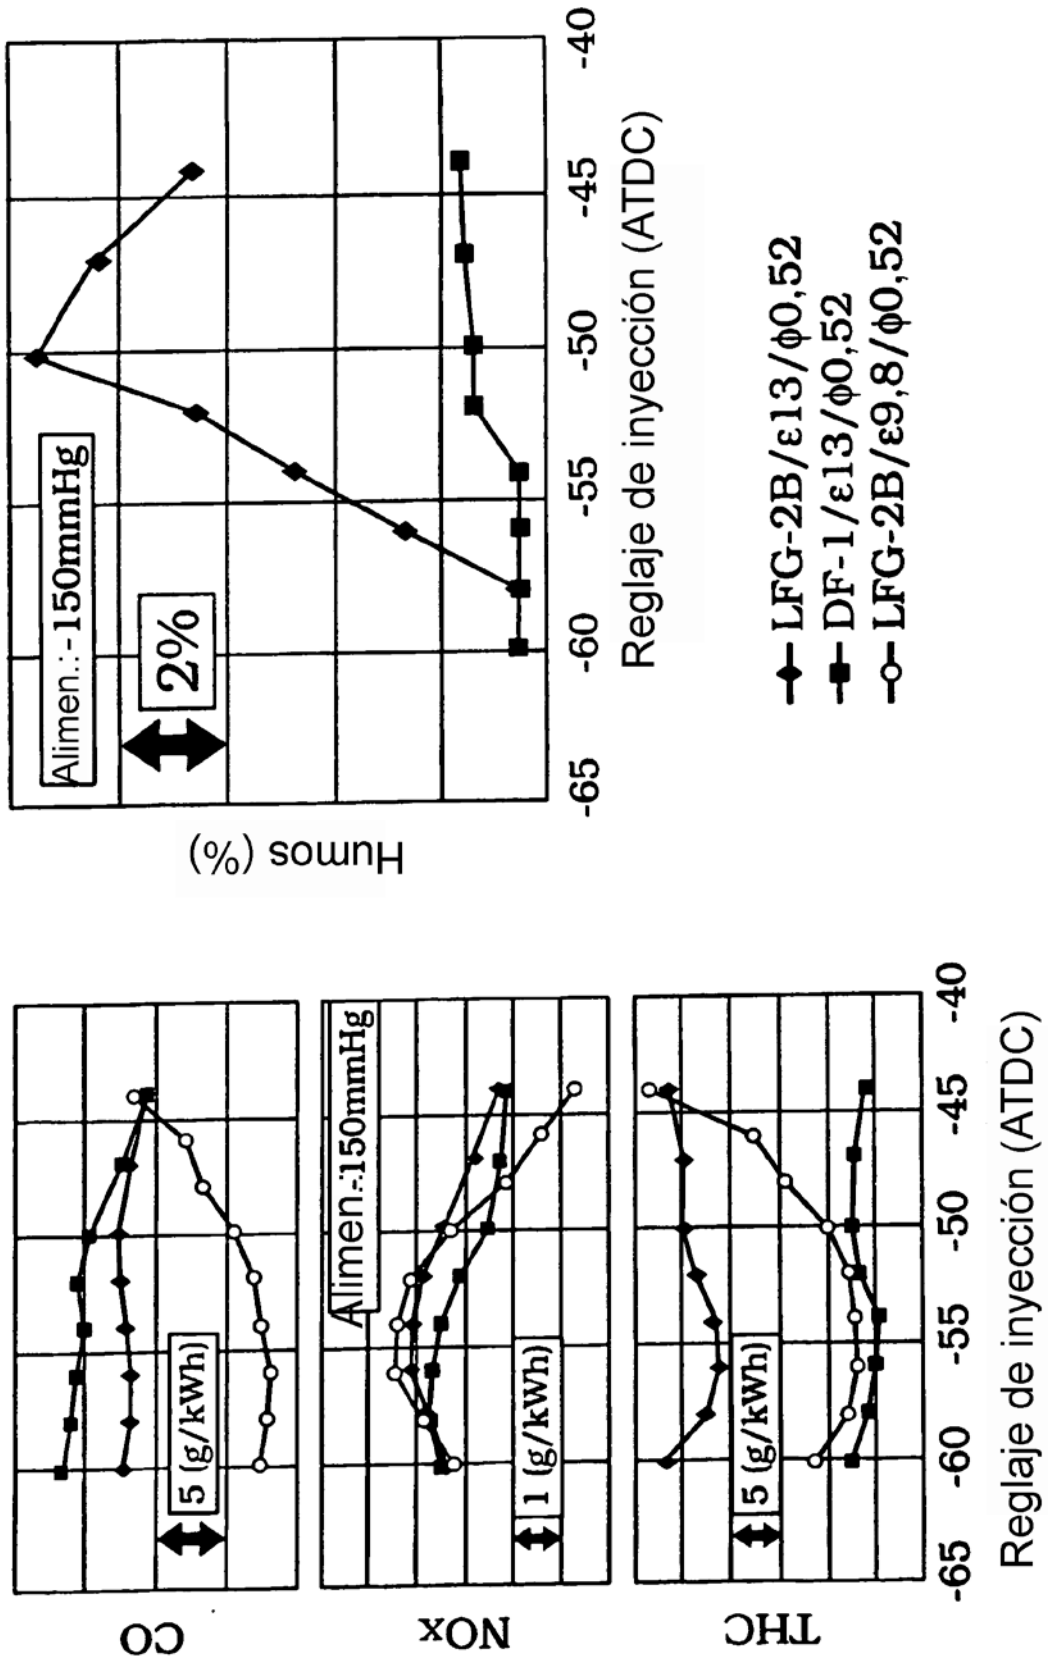 CO
5 (g/kWh)
NOx
Alimen.:-150mmHg
1 (g/kWh)
THC
5 (g/kWh)
-65
-60
-55
-50
-45
-40
Reglaje de inyección (ATDC)
Humos (%)
Alimen.:-150mmHg
2%
-65
-60
-55
-50
-45
-40
Reglaje de inyección (ATDC)
LFG-2B/ε13/ϕ0,52
DF-1/ε13/ϕ0,52
LFG-2B/ε9,8/ϕ0,52